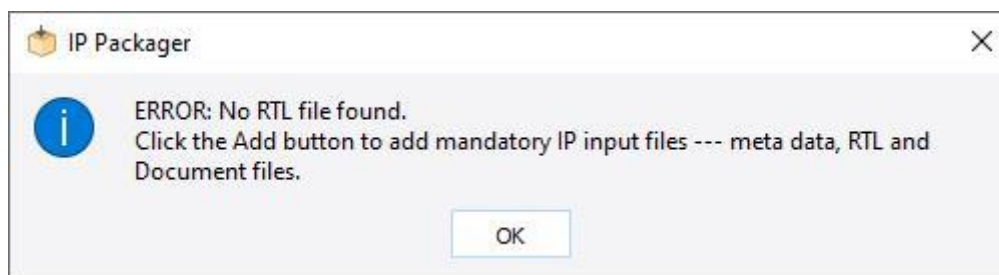 IP Packager
ERROR: No RTL file found.
Click the Add button to add mandatory IP input files --- meta data, RTL and
Document files.
OK